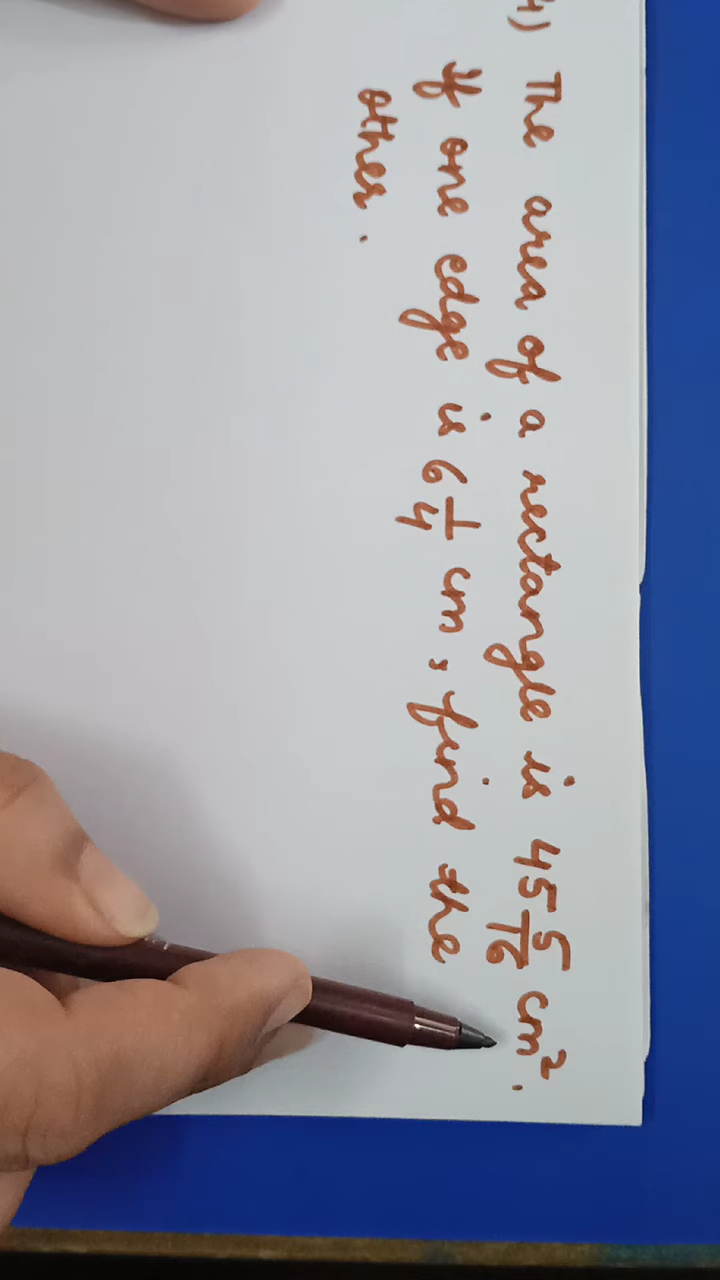 4) The area of a rectangle is 45 5/16 cm².
If one edge is 6 1/4 cm, find the
other.